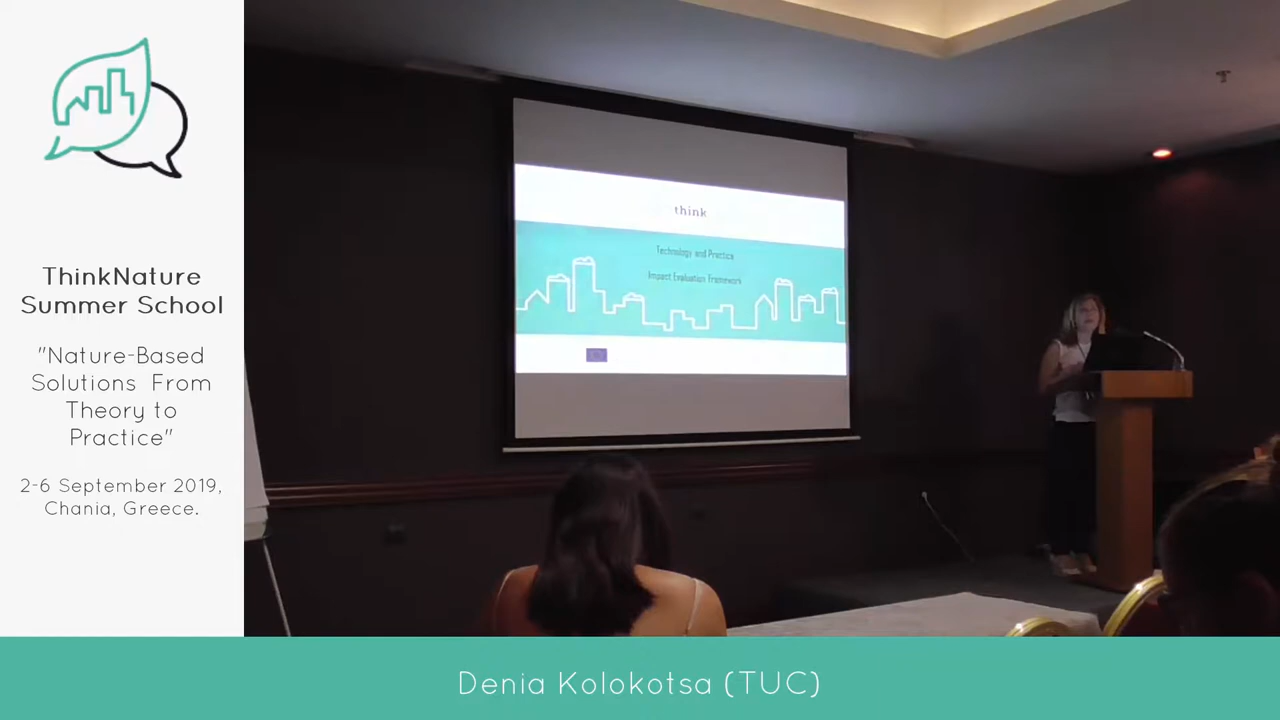 ThinkNature
Summer School
"Nature-Based
Solutions From
Theory to
Practice"
2-6 September 2019,
Chania, Greece.
think
Technology and Practice
Impact Evaluation Framework
Denia Kolokotsa (TUC)